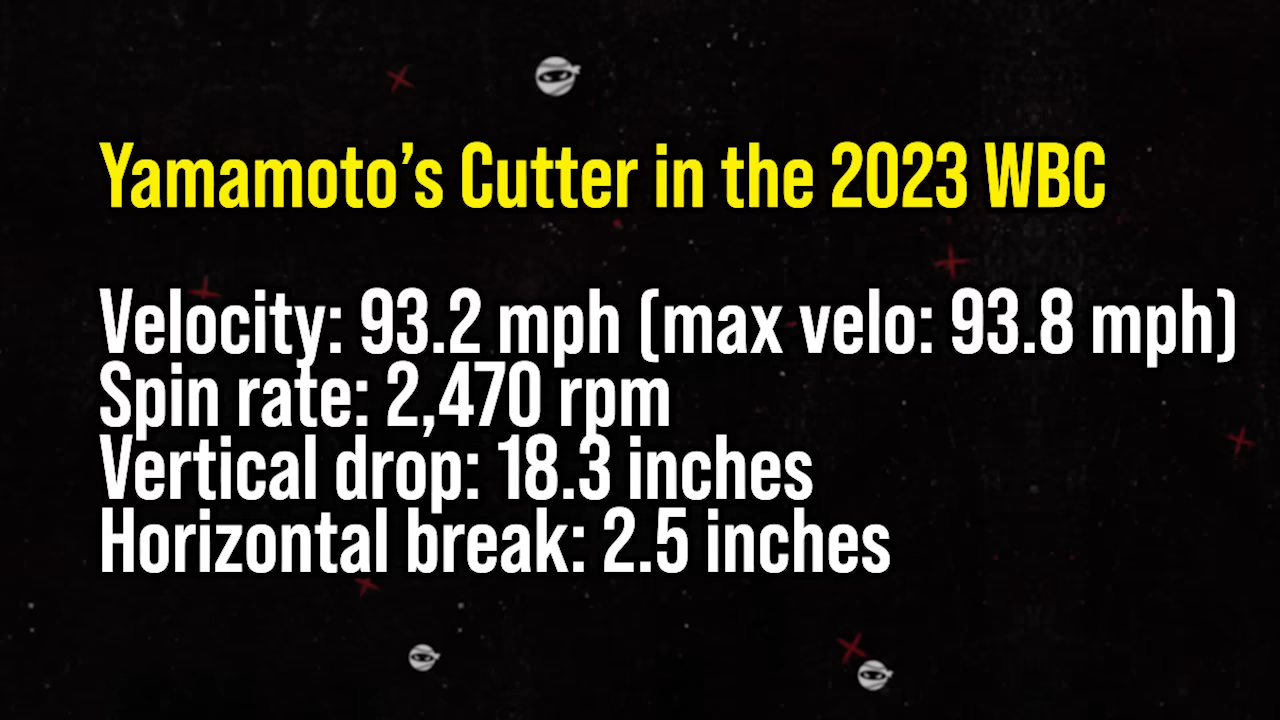 Yamamoto’s Cutter in the 2023 WBC
Velocity: 93.2 mph (max velo: 93.8 mph)
Spin rate: 2,470 rpm
Vertical drop: 18.3 inches
Horizontal break: 2.5 inches